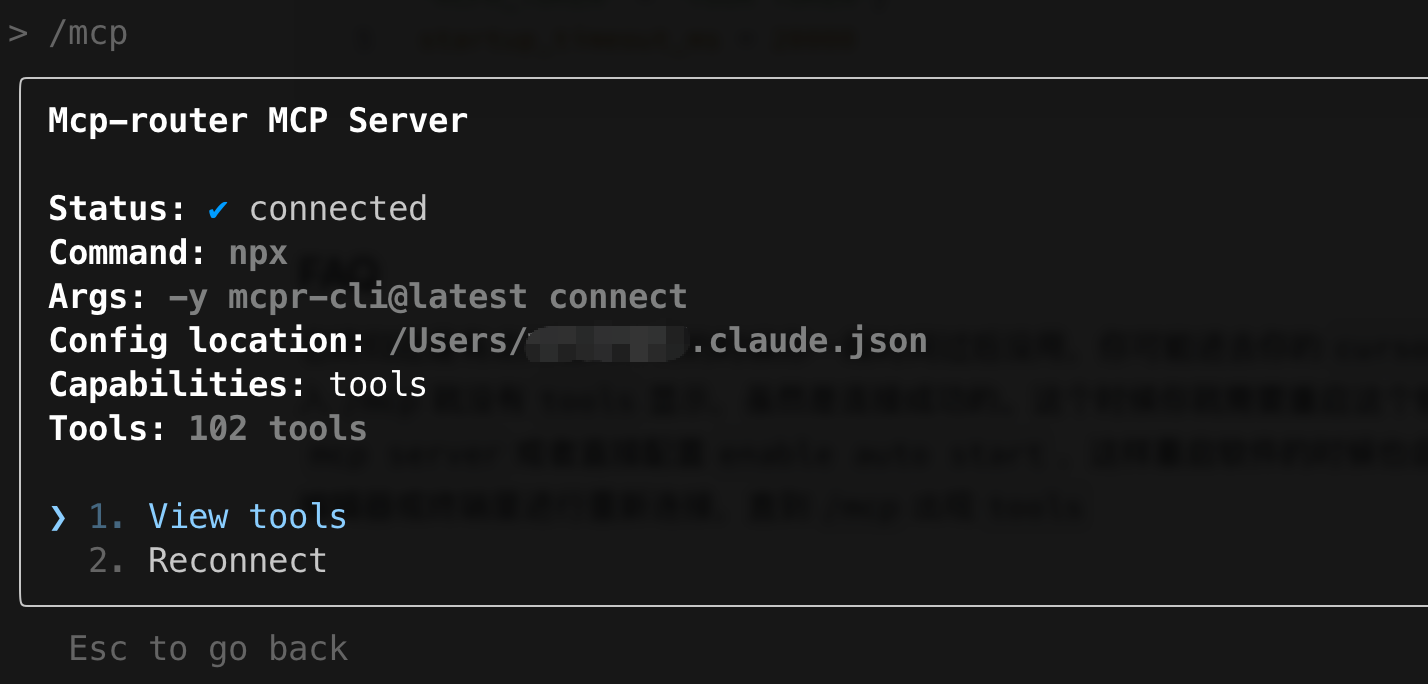 > /mcp
Mcp-router MCP Server
Status: ✔ connected
Command: npx
Args: -y mcpr-cli@latest connect
Config location: /Users/ .claude.json
Capabilities: tools
Tools: 102 tools
❯ 1. View tools
2. Reconnect
Esc to go back